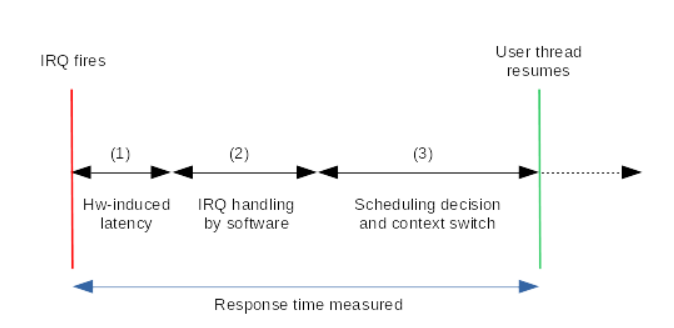 IRQ fires
User thread
resumes
(1)
(2)
(3)
Hw-induced
latency
IRQ handling
by software
Scheduling decision
and context switch
Response time measured